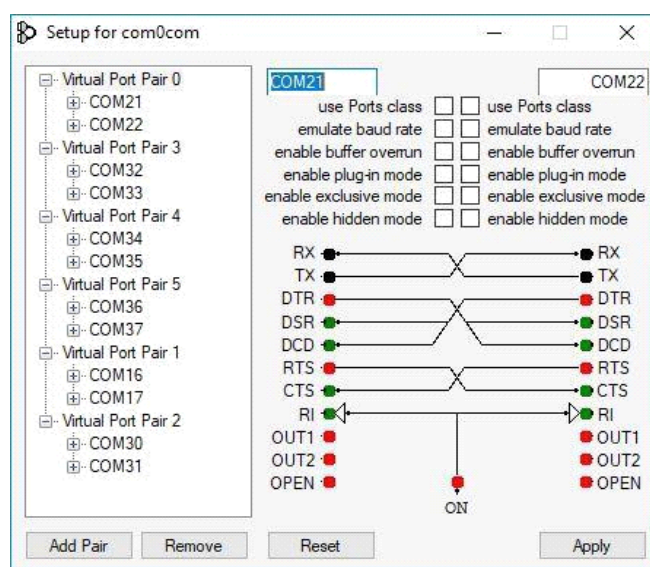 Setup for com0com
Virtual Port Pair 0
COM21
COM22
Virtual Port Pair 3
COM32
COM33
Virtual Port Pair 4
COM34
COM35
Virtual Port Pair 5
COM36
COM37
Virtual Port Pair 1
COM16
COM17
Virtual Port Pair 2
COM30
COM31
COM21 COM22
use Ports class use Ports class
emulate baud rate emulate baud rate
enable buffer overrun enable buffer overrun
enable plug-in mode enable plug-in mode
enable exclusive mode enable exclusive mode
enable hidden mode enable hidden mode
RX RX
TX TX
DTR DTR
DSR DSR
DCD DCD
RTS RTS
CTS CTS
RI RI
OUT1 OUT1
OUT2 OUT2
OPEN OPEN
ON
Add Pair Remove Reset Apply